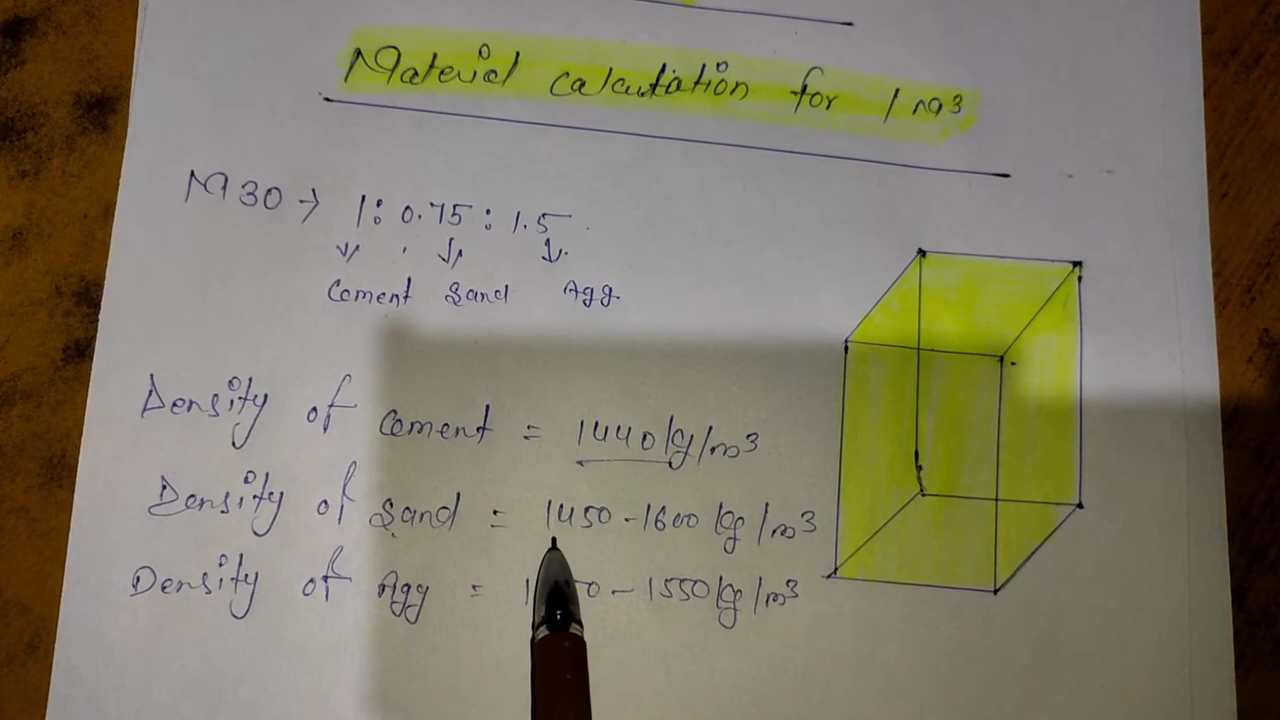 Material calculation for 1 m3
M30 → 1: 0.75 : 1.5
Cement Sand Agg.
Density of Cement = 1440 kg/m3
Density of Sand = 1450 - 1600 kg/m3
Density of Agg = - 1550 kg/m3